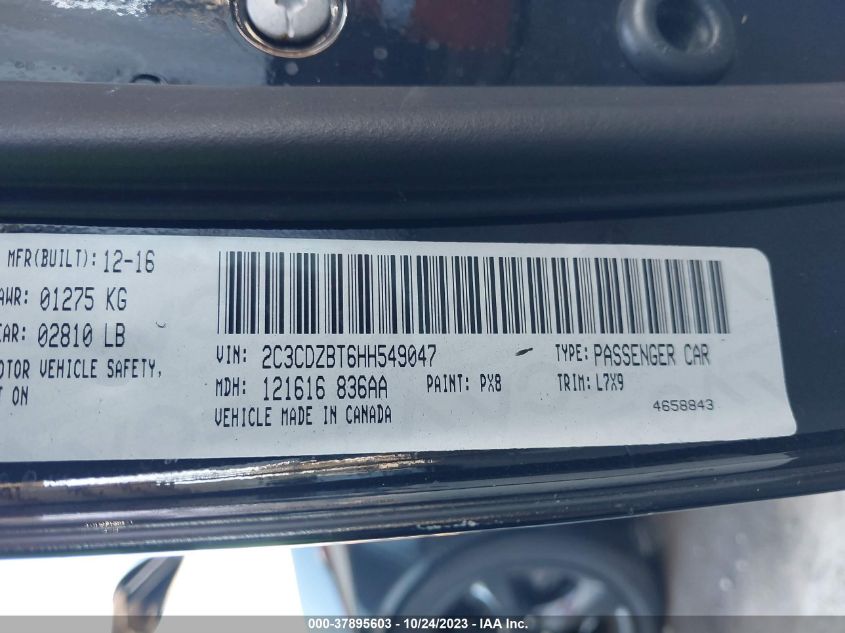 MFR(BUILT): 12-16
AWR: 01275 KG
EAR: 02810 LB
OTOR VEHICLE SAFETY,
T ON
VIN: 2C3CDZBT6HH549047
TYPE: PASSENGER CAR
MDH: 121616 836AA
PAINT: PX8
TRIM: L7X9
VEHICLE MADE IN CANADA
4658843
000-37895603 - 10/24/2023 - IAA Inc.